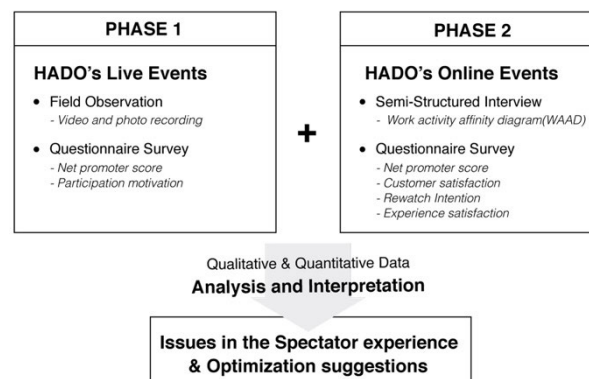 PHASE 1
HADO's Live Events
• Field Observation
- Video and photo recording
• Questionnaire Survey
- Net promoter score
- Participation motivation
+
PHASE 2
HADO's Online Events
• Semi-Structured Interview
- Work activity affinity diagram(WAAD)
• Questionnaire Survey
- Net promoter score
- Customer satisfaction
- Rewatch Intention
- Experience satisfaction
Qualitative & Quantitative Data
Analysis and Interpretation
Issues in the Spectator experience
& Optimization suggestions